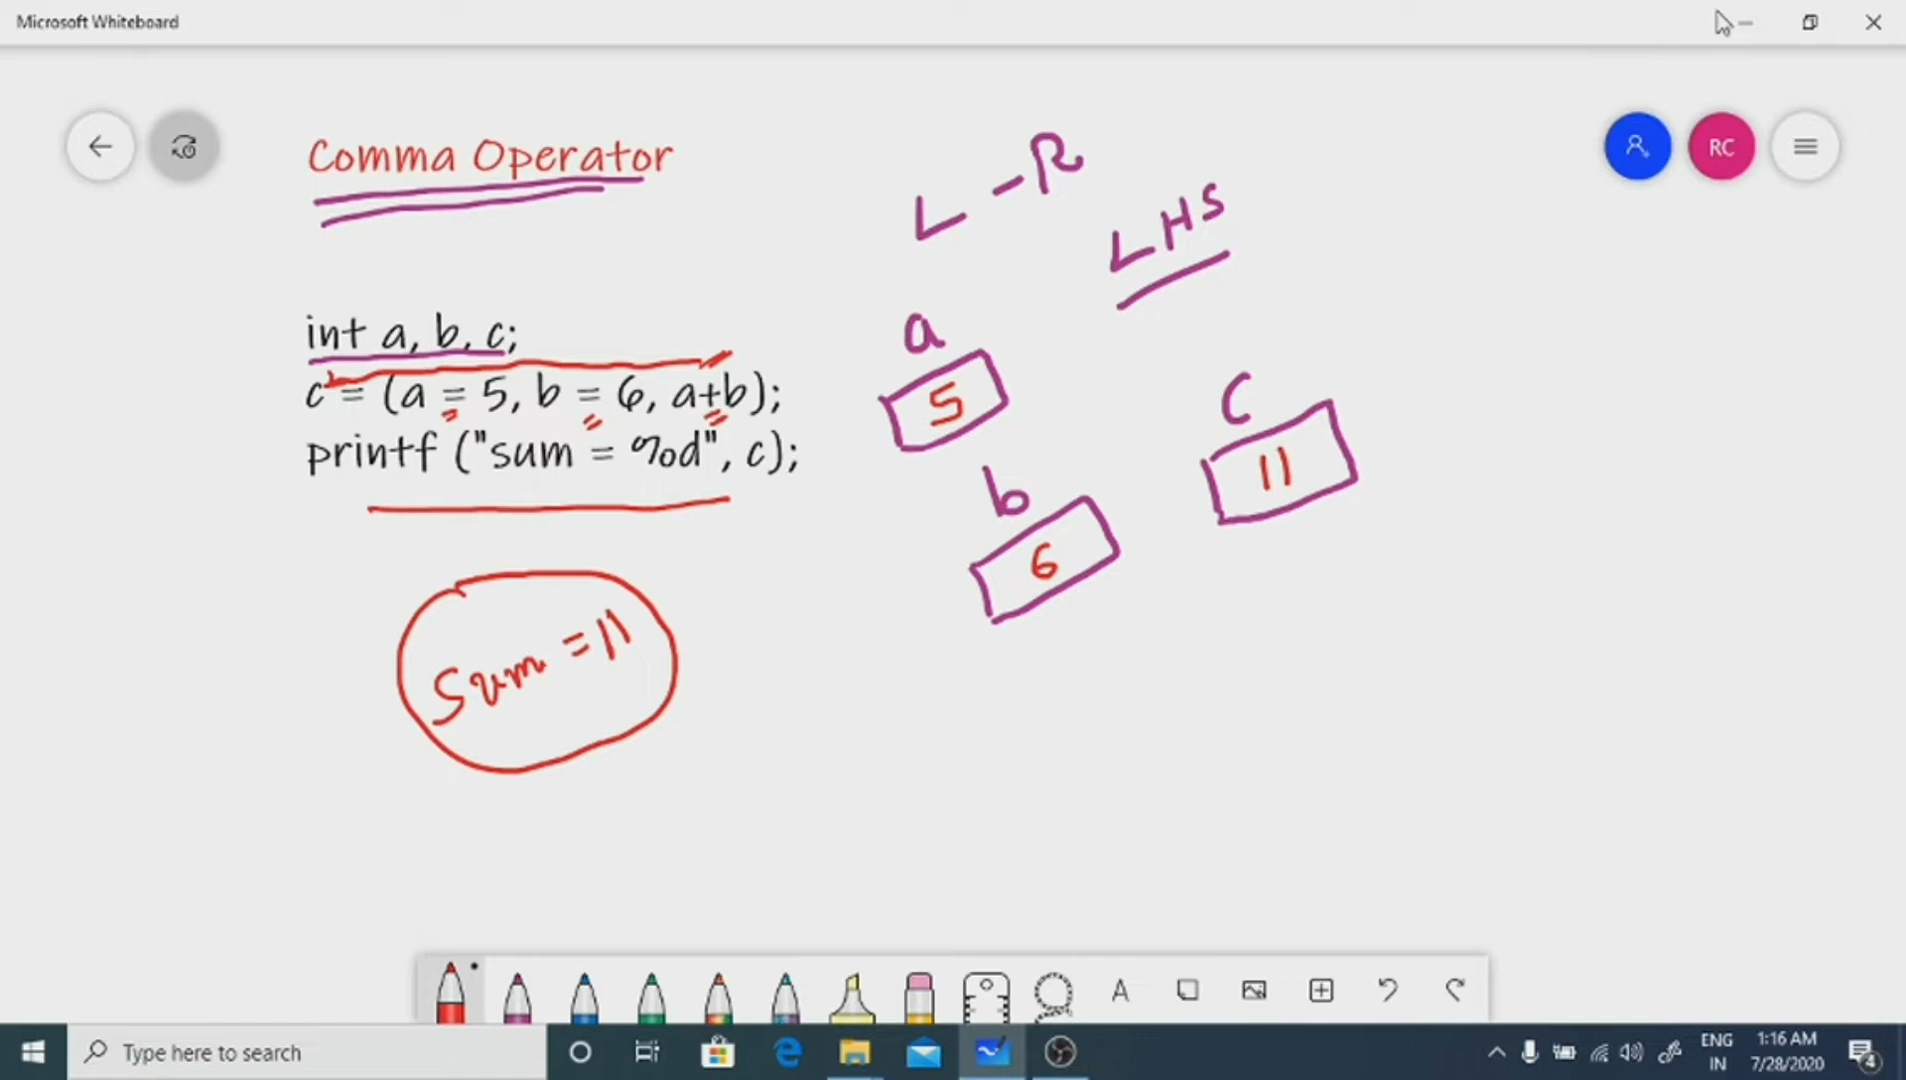 Microsoft Whiteboard
RC
Comma Operator
L-R
LHS
int a, b, c;
c = (a = 5, b = 6, a+b);
printf ("sum = %d", c);
a
5
b
6
C
11
Sum = 11
A
Type here to search
ENG
IN
1:16 AM
7/28/2020
4